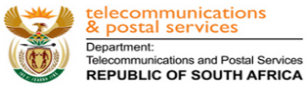 telecommunications
& postal services
Department:
Telecommunications and Postal Services
REPUBLIC OF SOUTH AFRICA